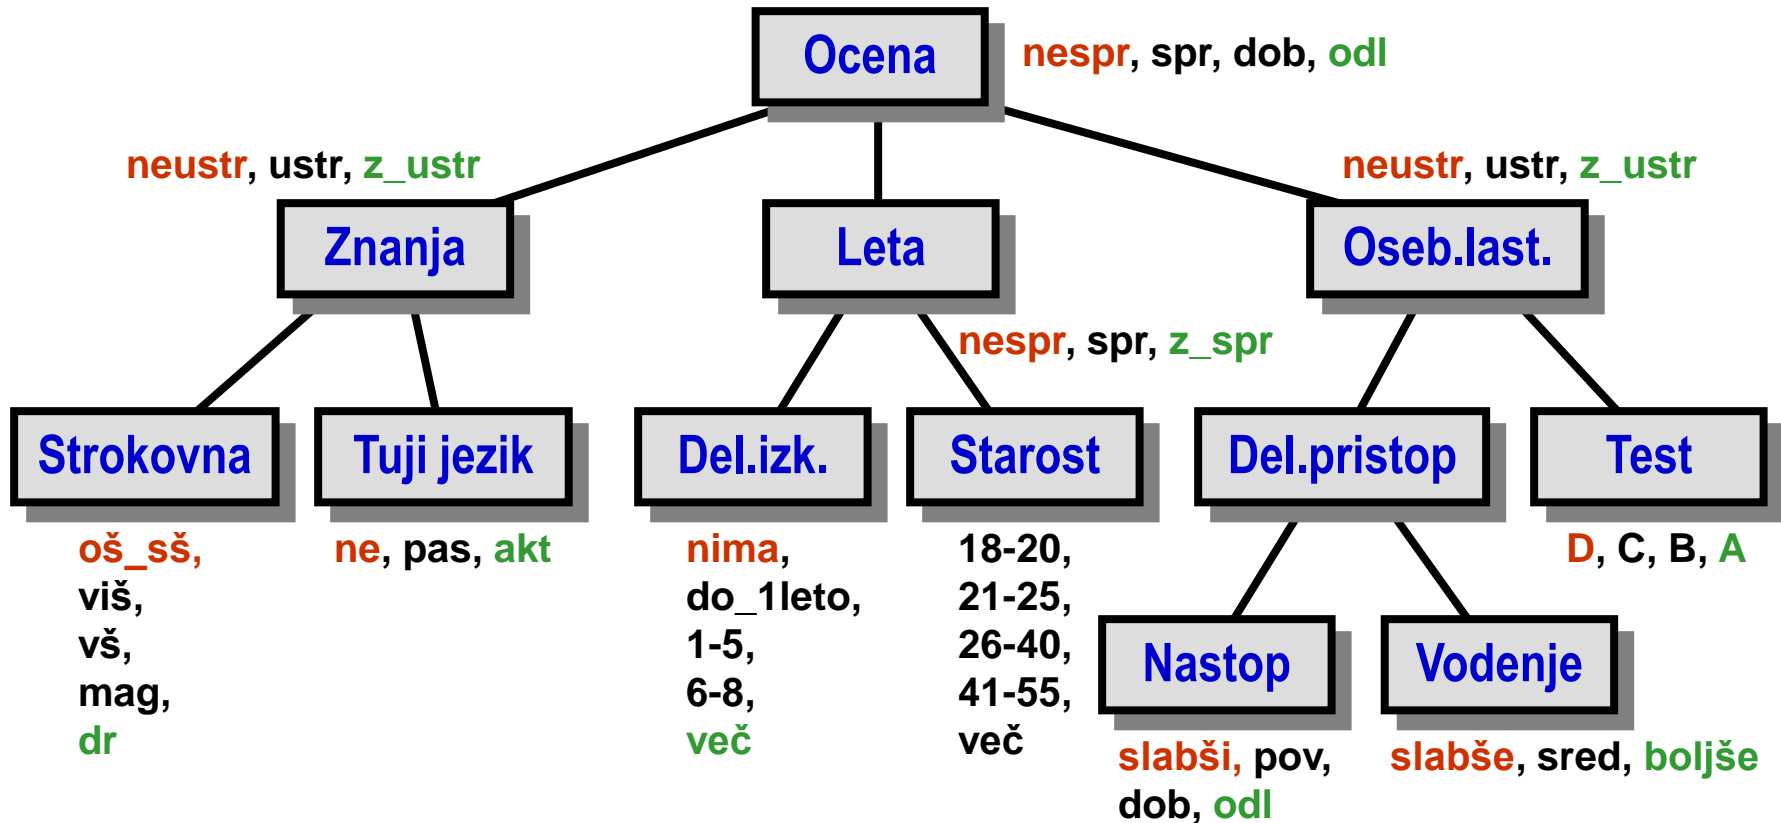 Ocena
nespr, spr, dob, odl
neustr, ustr, z_ustr
neustr, ustr, z_ustr
Znanja
Leta
Oseb.last.
nespr, spr, z_spr
Strokovna
Tuji jezik
Del.izk.
Starost
Del.pristop
Test
oš_sš,
viš,
vš,
mag,
dr
ne, pas, akt
nima,
do_1leto,
1-5,
6-8,
več
18-20,
21-25,
26-40,
41-55,
več
D, C, B, A
Nastop
Vodenje
slabši, pov,
dob, odl
slabše, sred, boljše